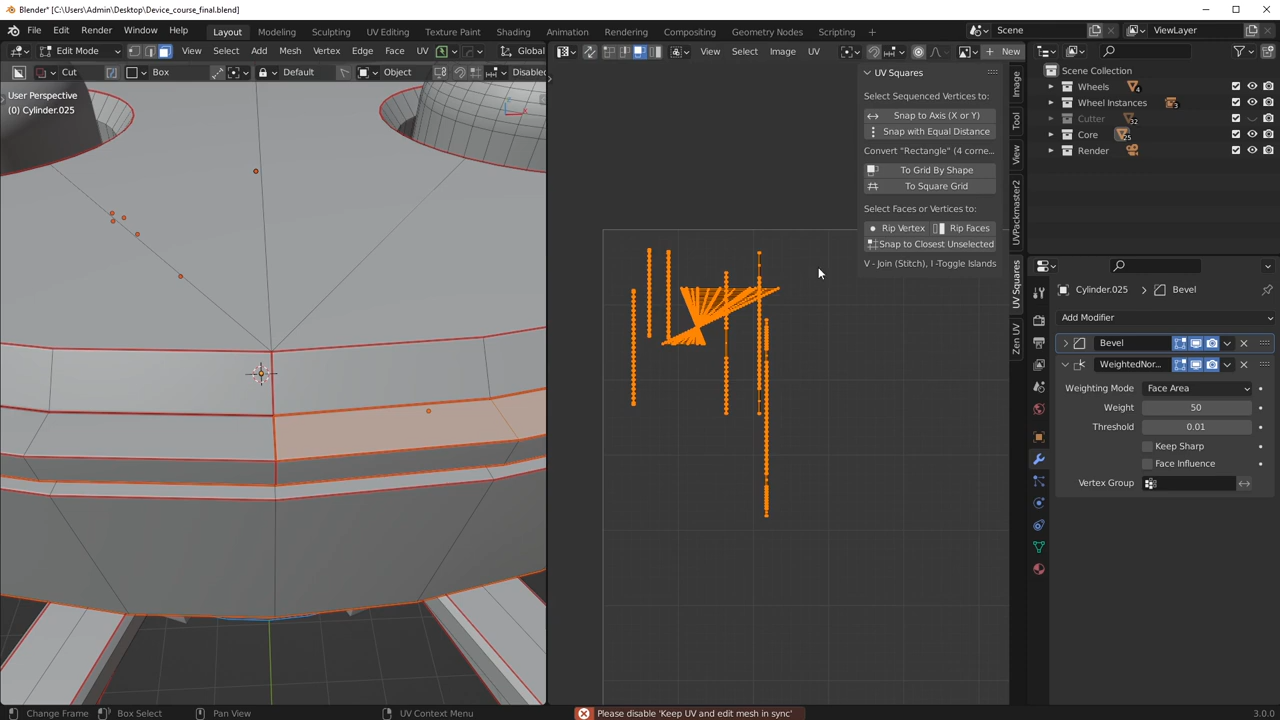 Blender* [C:\Users\Admin\Desktop\Device_course_final.blend]
File Edit Render Window Help Layout Modeling Sculpting UV Editing Texture Paint Shading Animation Rendering Compositing Geometry Nodes Scripting + Scene ViewLayer
Edit Mode View Select Add Mesh Vertex Edge Face UV Global View Select Image UV New
Cut Box Default Object Disabled
User Perspective
(0) Cylinder.025
UV Squares
Select Sequenced Vertices to:
Snap to Axis (X or Y)
Snap with Equal Distance
Convert "Rectangle" (4 corne...
To Grid By Shape
To Square Grid
Select Faces or Vertices to:
Rip Vertex Rip Faces
Snap to Closest Unselected
V - Join (Stitch), I -Toggle Islands
Image
Tool
View
UVPackmaster2
UV Squares
Zen UV
Scene Collection
Wheels 4
Wheel Instances 3
Cutter 32
Core 25
Render
Cylinder.025 Bevel
Add Modifier
Bevel
WeightedNor...
Weighting Mode Face Area
Weight 50
Threshold 0.01
Keep Sharp
Face Influence
Vertex Group
Change Frame Box Select Pan View UV Context Menu Please disable 'Keep UV and edit mesh in sync' 3.0.0